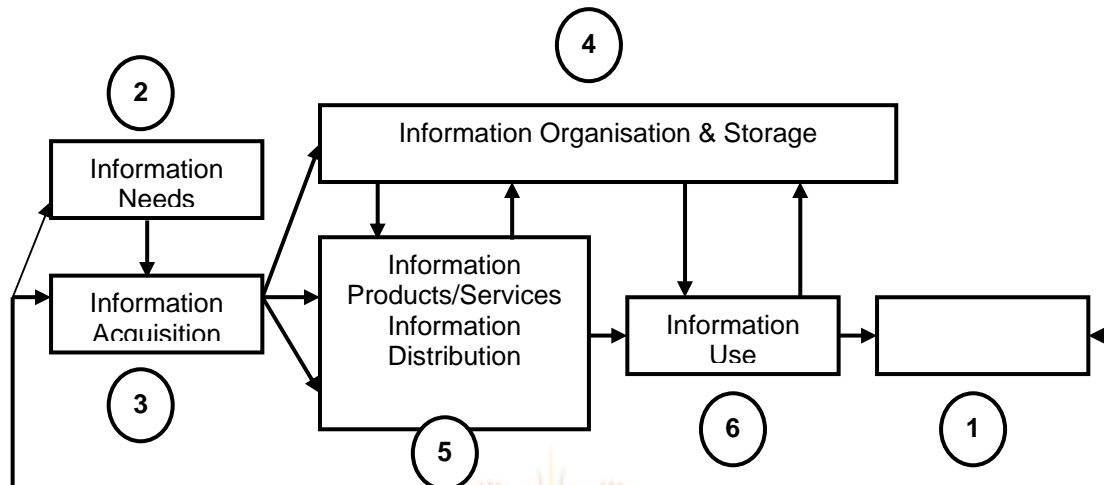 4
2
Information Organisation & Storage
Information
Needs
Information
Products/Services
Information
Distribution
Information
Acquisition
Information
Use
3
6
1
5